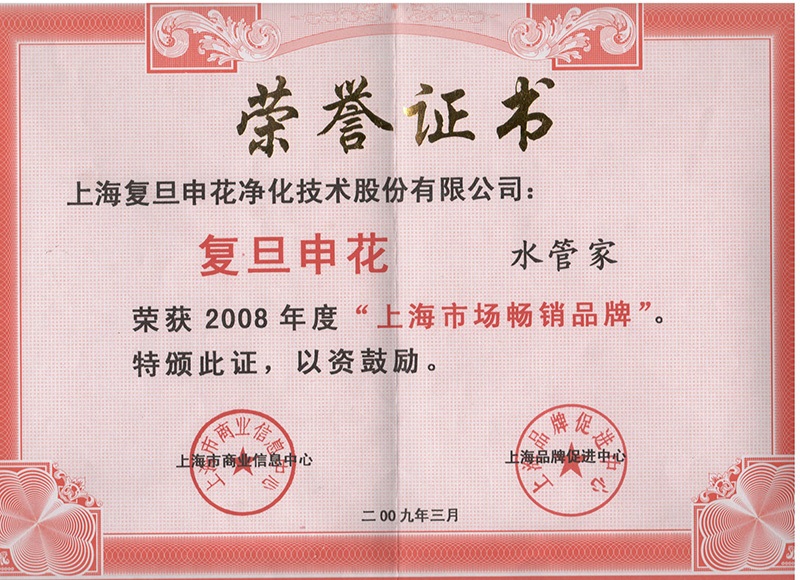 荣誉证书
上海复旦申花净化技术股份有限公司：
复旦申花 水管家
荣获 2008 年度“上海市场畅销品牌”。
特颁此证，以资鼓励。
上海市商业信息中心
上海市商业信息中心
上海品牌促进中心
上海品牌促进中心
二00九年三月